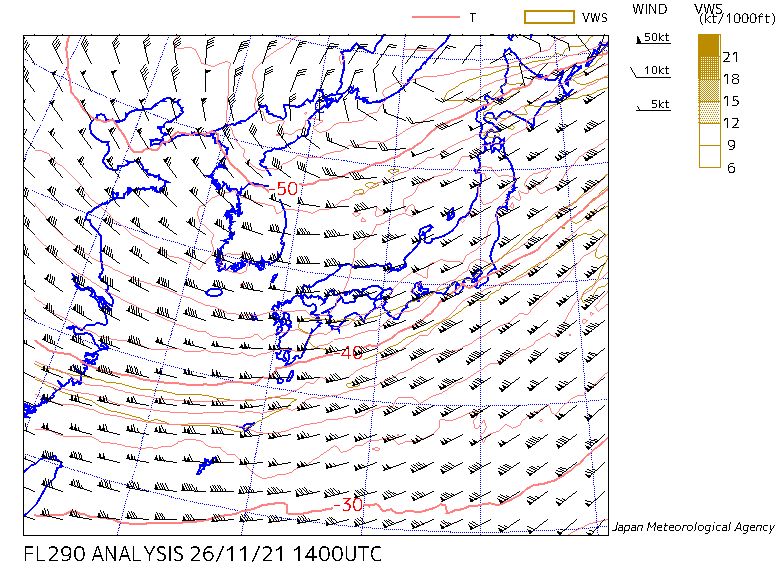 T
VWS
WIND
50kt
10kt
5kt
VWS
(kt/1000ft)
21
18
15
12
9
6
-50
-40
-30
Japan Meteorological Agency
FL290 ANALYSIS 26/11/21 1400UTC